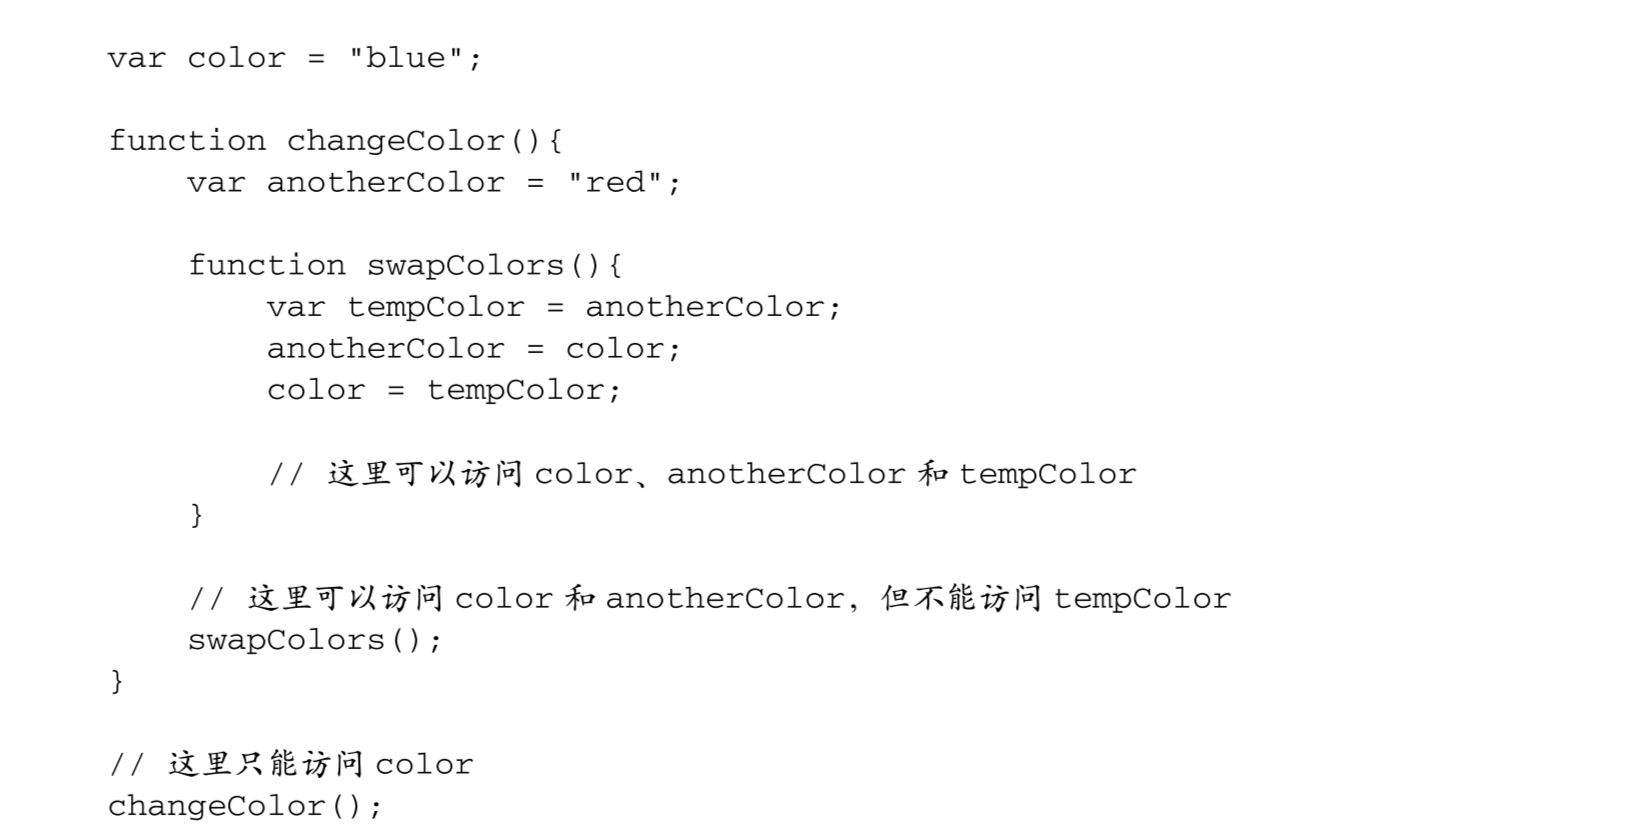 var color = "blue";
function changeColor(){
var anotherColor = "red";
function swapColors(){
var tempColor = anotherColor;
anotherColor = color;
color = tempColor;
// 这里可以访问 color、anotherColor 和 tempColor
}
// 这里可以访问 color 和 anotherColor，但不能访问 tempColor
swapColors();
}
// 这里只能访问 color
changeColor();